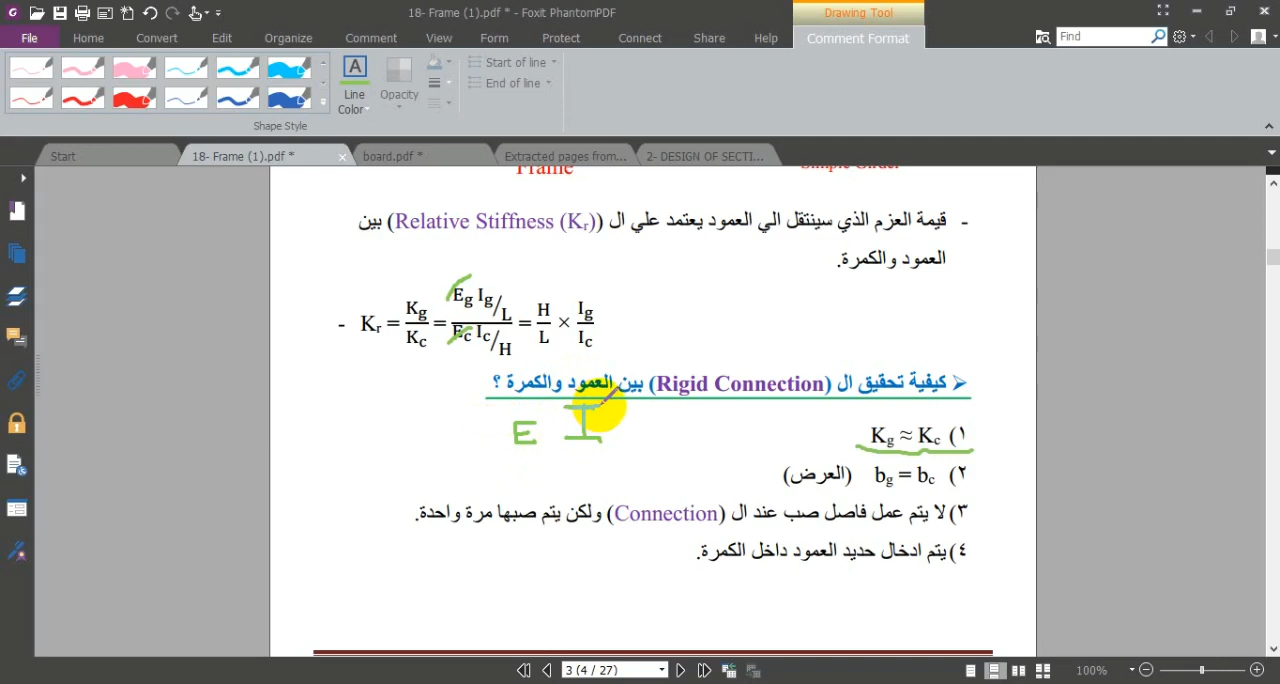 18- Frame (1).pdf * - Foxit PhantomPDF
Drawing Tool
File Home Convert Edit Organize Comment View Form Protect Connect Share Help Comment Format Find
Line Color
Opacity
Start of line
End of line
Shape Style
Start
18- Frame (1).pdf *
board.pdf *
Extracted pages from...
2- DESIGN OF SECTI...
Frame
Simple Girder
- قيمة العزم الذي سينتقل الي العمود يعتمد علي ال (Relative Stiffness (Kr)) بين
العمود والكمرة.
- Kr = Kg/Kc = (Eg Ig/L)/(Ec Ic/H) = H/L × Ig/Ic
➢ كيفية تحقيق ال (Rigid Connection) بين العمود والكمرة ؟
E I
١) Kg ≈ Kc
٢) bg = bc (العرض)
٣) لا يتم عمل فاصل صب عند ال (Connection) ولكن يتم صبها مرة واحدة.
٤) يتم ادخال حديد العمود داخل الكمرة.
3 (4 / 27)
100%